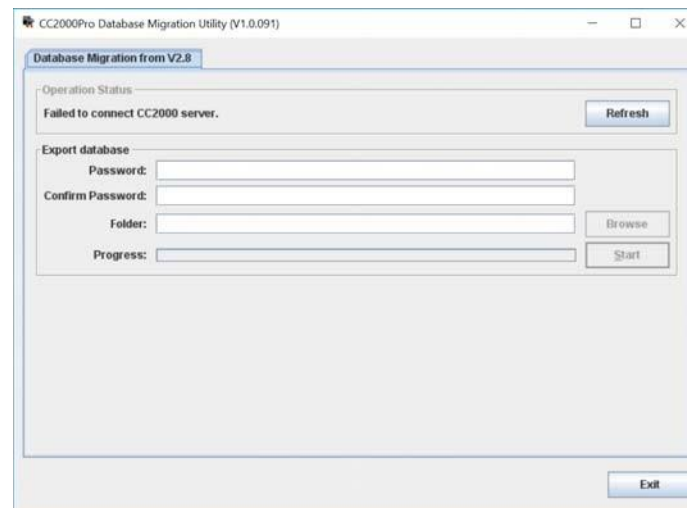 CC2000Pro Database Migration Utility (V1.0.091)
Database Migration from V2.8
Operation Status
Failed to connect CC2000 server.
Refresh
Export database
Password:
Confirm Password:
Folder:
Browse
Progress:
Start
Exit